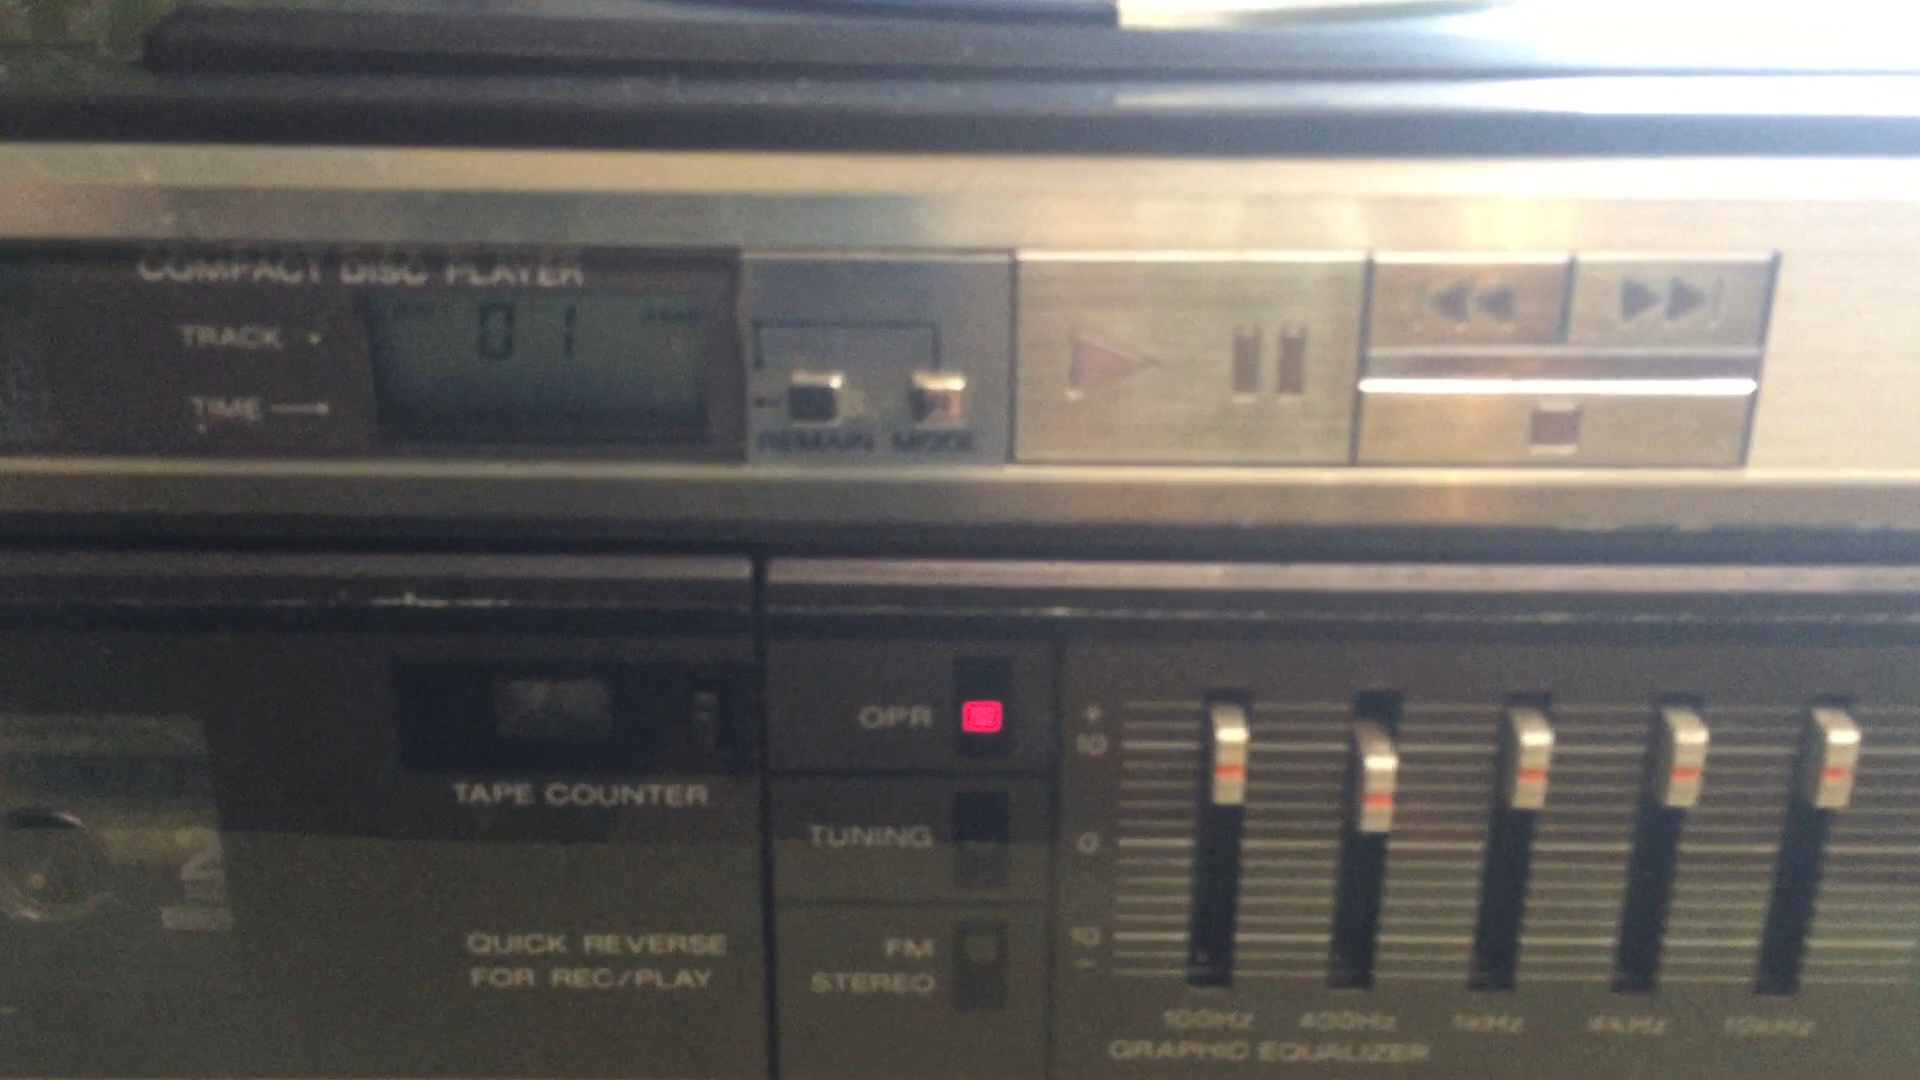 COMPACT DISC PLAYER
TRACK
01
TIME
REMAIN MODE
OPR
TAPE COUNTER
TUNING
2
QUICK REVERSE
FOR REC/PLAY
FM
STEREO
+
10
0
10
-
100Hz 400Hz 1kHz 4kHz 10kHz
GRAPHIC EQUALIZER